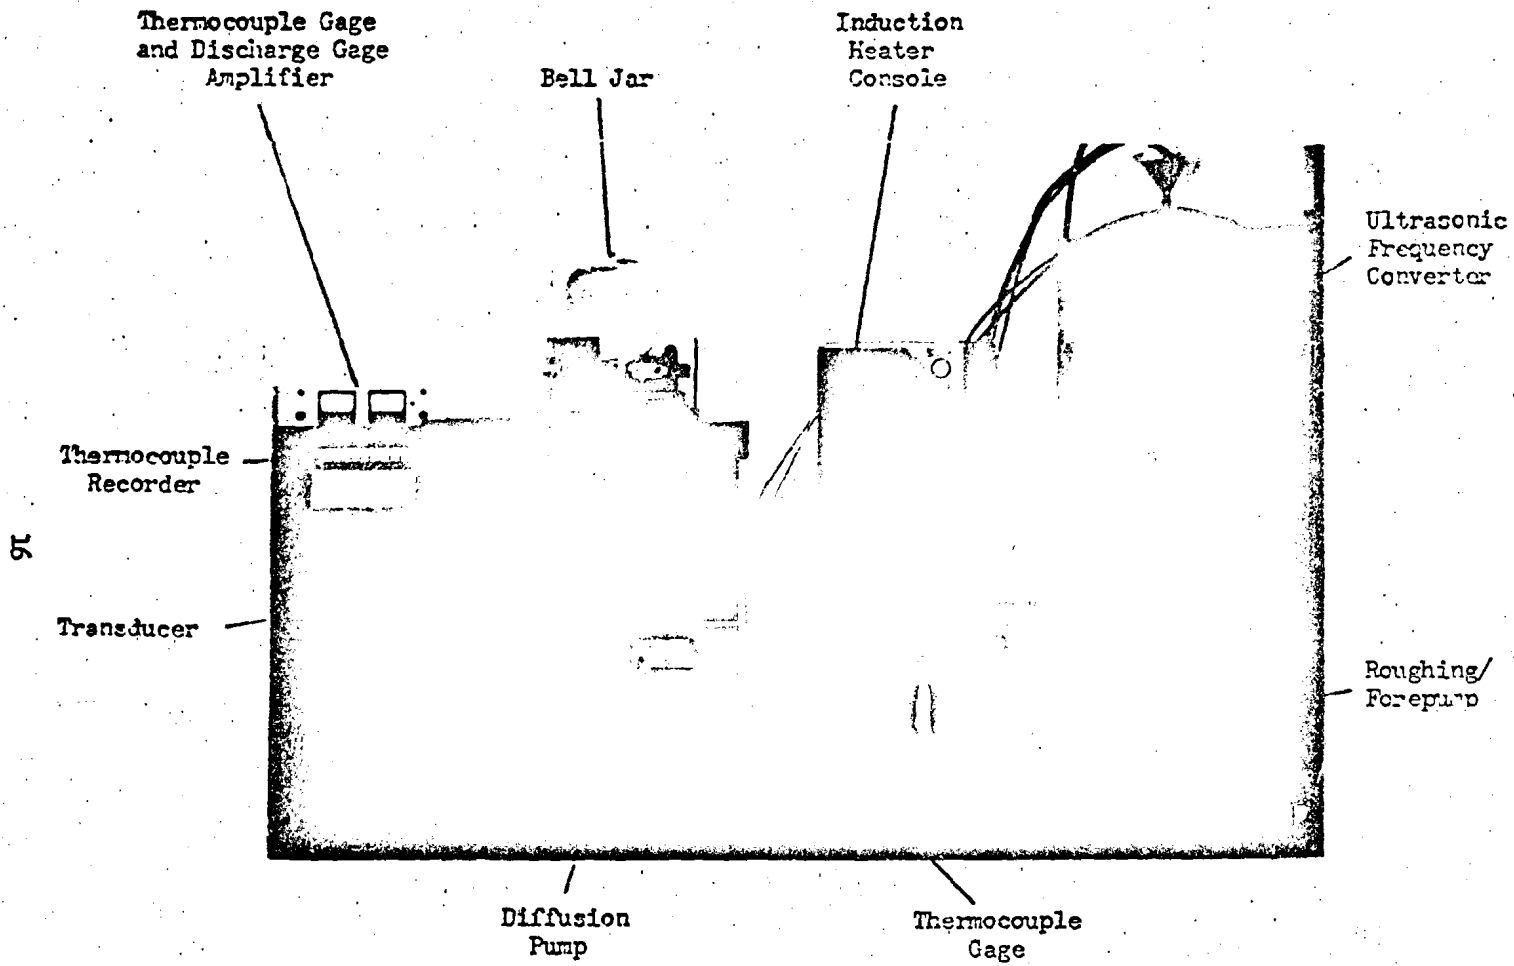 Thermocouple Gage
and Discharge Gage
Amplifier
Bell Jar
Induction
Heater
Console
Ultrasonic
Frequency
Converter
Thermocouple
Recorder
16
Transducer
Roughing/
Forepump
Diffusion
Pump
Thermocouple
Gage